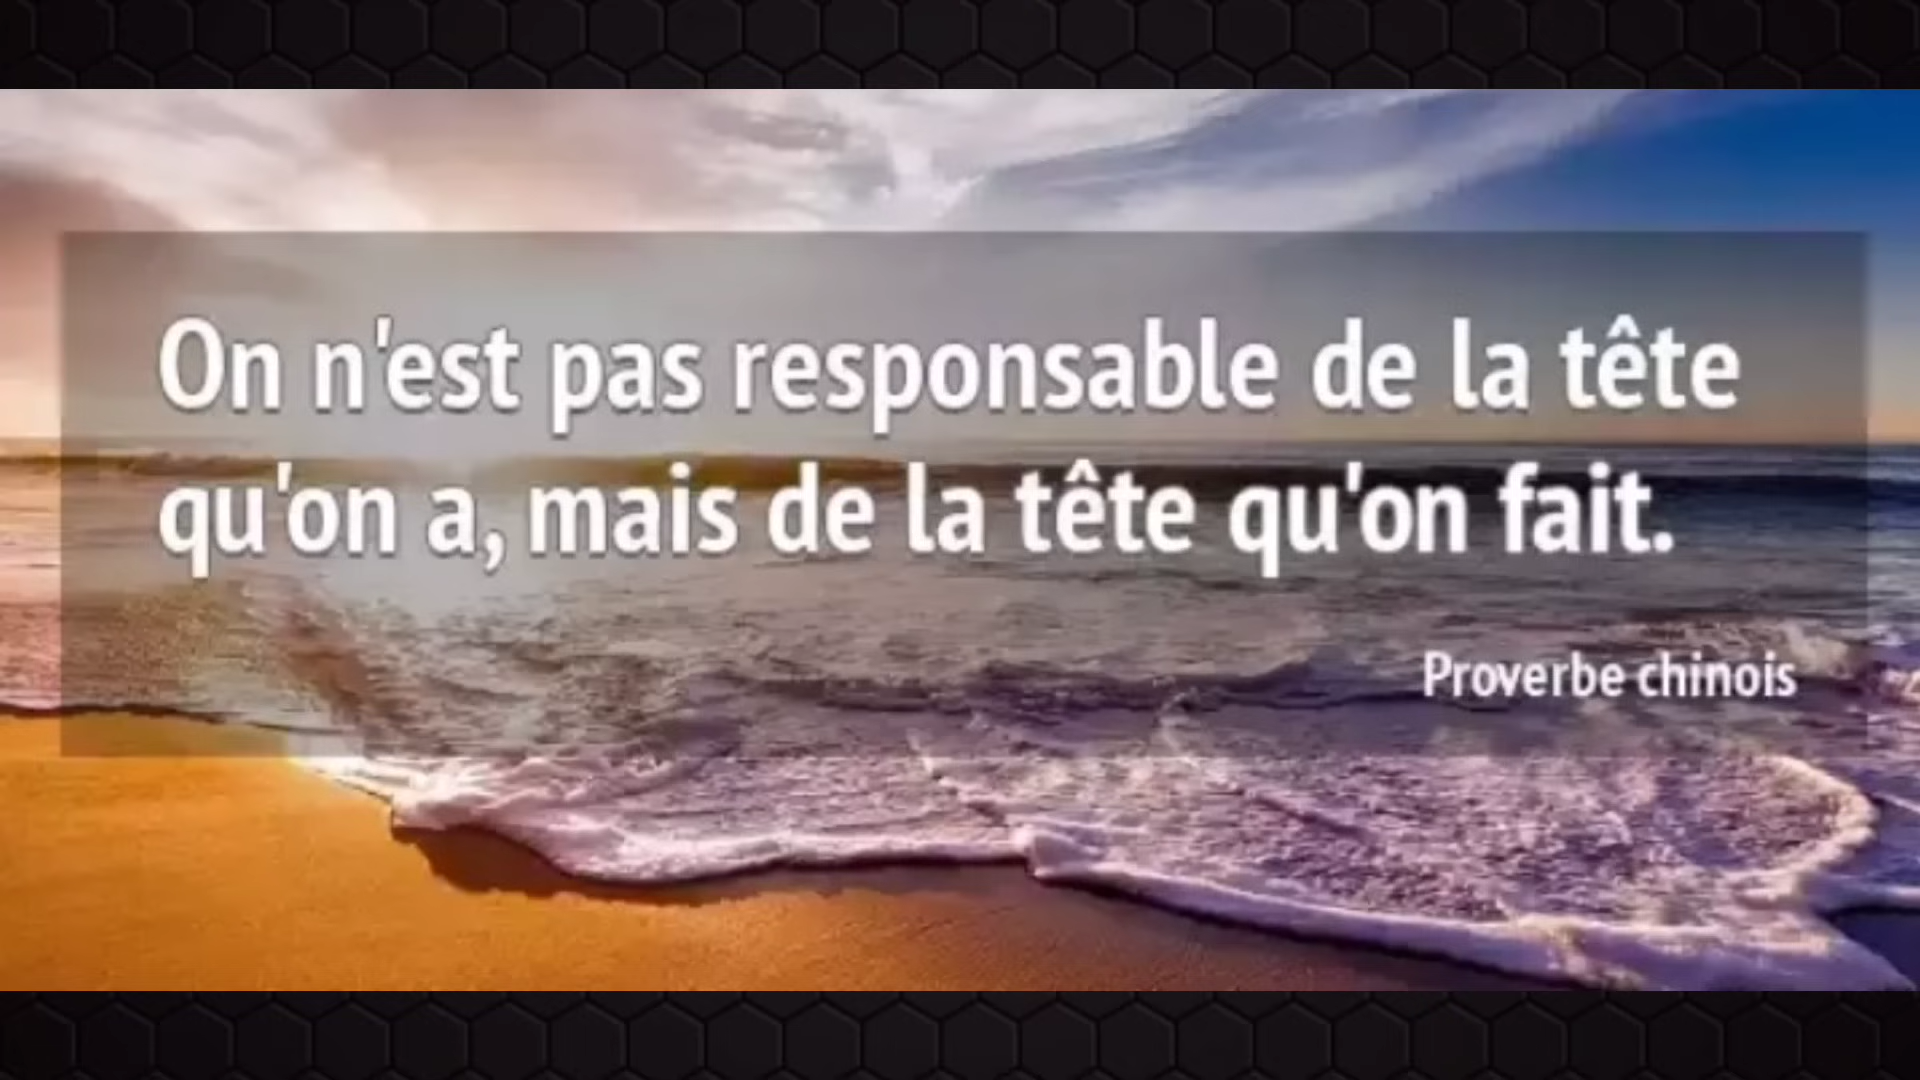 On n'est pas responsable de la tête
qu'on a, mais de la tête qu'on fait.
Proverbe chinois